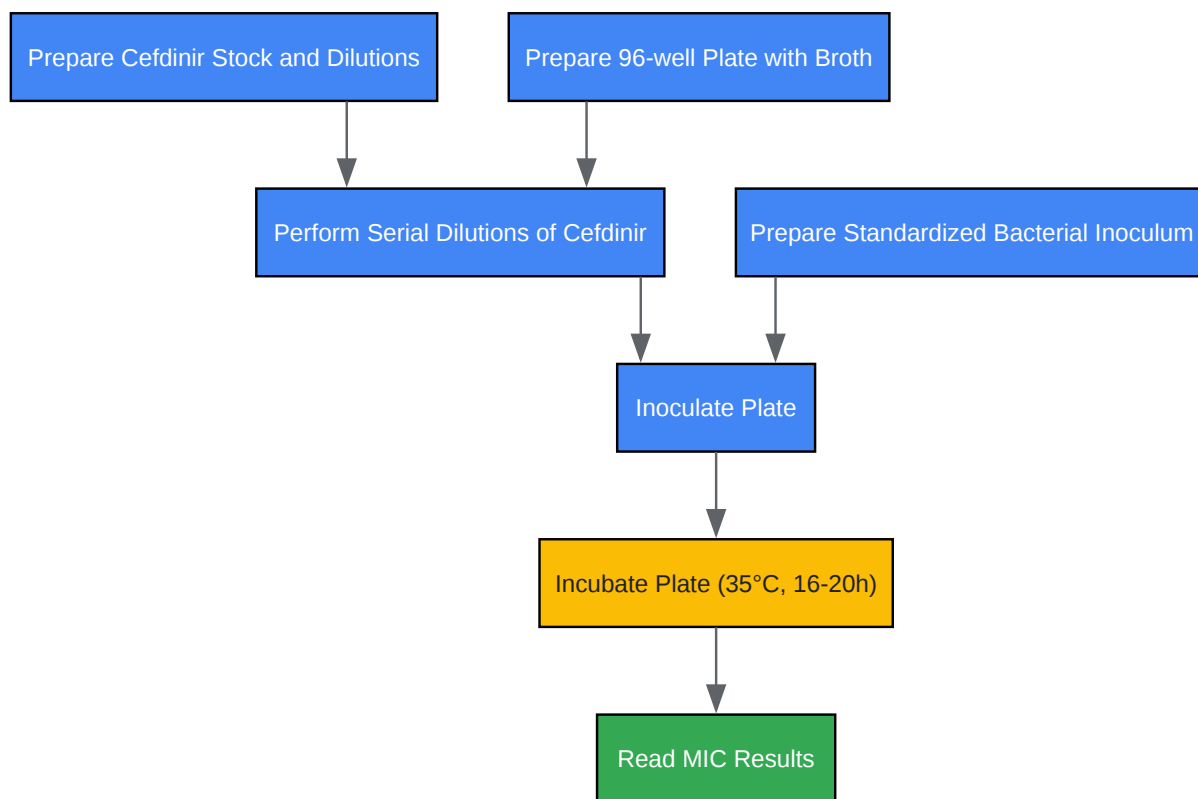 Prepare Cefdinir Stock and Dilutions
Prepare 96-well Plate with Broth
Perform Serial Dilutions of Cefdinir
Prepare Standardized Bacterial Inoculum
Inoculate Plate
Incubate Plate (35°C, 16-20h)
Read MIC Results